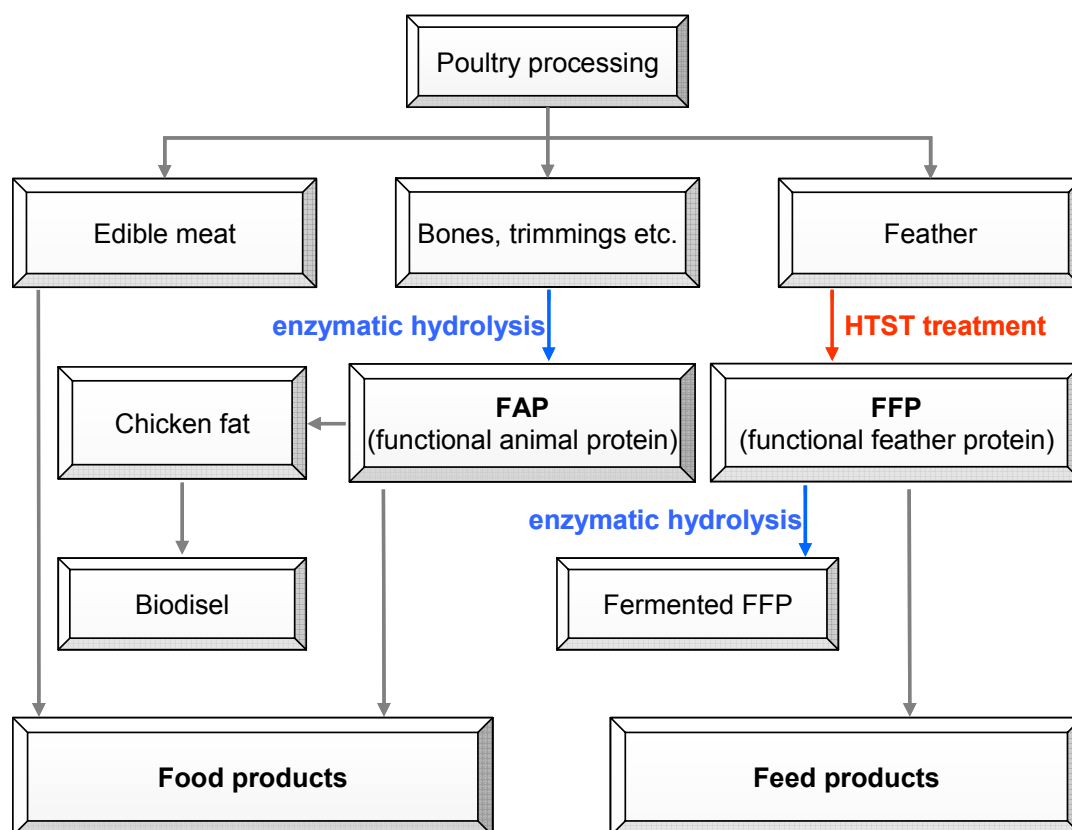 Poultry processing
Edible meat
Bones, trimmings etc.
Feather
enzymatic hydrolysis
HTST treatment
Chicken fat
FAP
(functional animal protein)
FFP
(functional feather protein)
enzymatic hydrolysis
Biodisel
Fermented FFP
Food products
Feed products